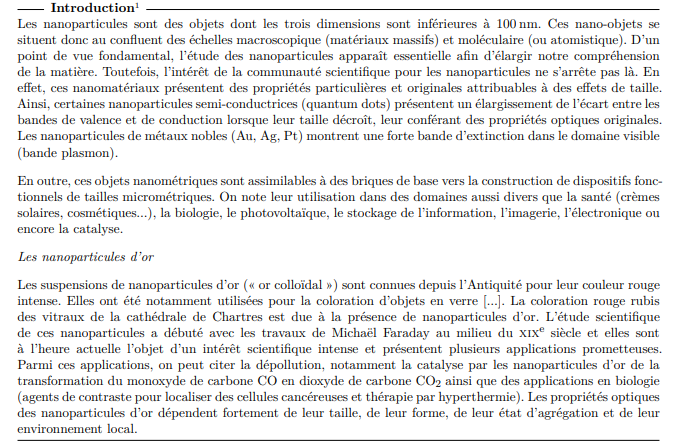 Introduction¹
Les nanoparticules sont des objets dont les trois dimensions sont inférieures à 100 nm. Ces nano-objets se
situent donc au confluent des échelles macroscopique (matériaux massifs) et moléculaire (ou atomistique). D'un
point de vue fondamental, l'étude des nanoparticules apparaît essentielle afin d'élargir notre compréhension
de la matière. Toutefois, l'intérêt de la communauté scientifique pour les nanoparticules ne s'arrête pas là. En
effet, ces nanomatériaux présentent des propriétés particulières et originales attribuables à des effets de taille.
Ainsi, certaines nanoparticules semi-conductrices (quantum dots) présentent un élargissement de l'écart entre les
bandes de valence et de conduction lorsque leur taille décroît, leur conférant des propriétés optiques originales.
Les nanoparticules de métaux nobles (Au, Ag, Pt) montrent une forte bande d'extinction dans le domaine visible
(bande plasmon).
En outre, ces objets nanométriques sont assimilables à des briques de base vers la construction de dispositifs fonc-
tionnels de tailles micrométriques. On note leur utilisation dans des domaines aussi divers que la santé (crèmes
solaires, cosmétiques...), la biologie, le photovoltaïque, le stockage de l'information, l'imagerie, l'électronique ou
encore la catalyse.
Les nanoparticules d'or
Les suspensions de nanoparticules d'or (« or colloïdal ») sont connues depuis l'Antiquité pour leur couleur rouge
intense. Elles ont été notamment utilisées pour la coloration d'objets en verre [...]. La coloration rouge rubis
des vitraux de la cathédrale de Chartres est due à la présence de nanoparticules d'or. L'étude scientifique
de ces nanoparticules a débuté avec les travaux de Michaël Faraday au milieu du XIXᵉ siècle et elles sont
à l'heure actuelle l'objet d'un intérêt scientifique intense et présentent plusieurs applications prometteuses.
Parmi ces applications, on peut citer la dépollution, notamment la catalyse par les nanoparticules d'or de la
transformation du monoxyde de carbone CO en dioxyde de carbone CO₂ ainsi que des applications en biologie
(agents de contraste pour localiser des cellules cancéreuses et thérapie par hyperthermie). Les propriétés optiques
des nanoparticules d'or dépendent fortement de leur taille, de leur forme, de leur état d'agrégation et de leur
environnement local.